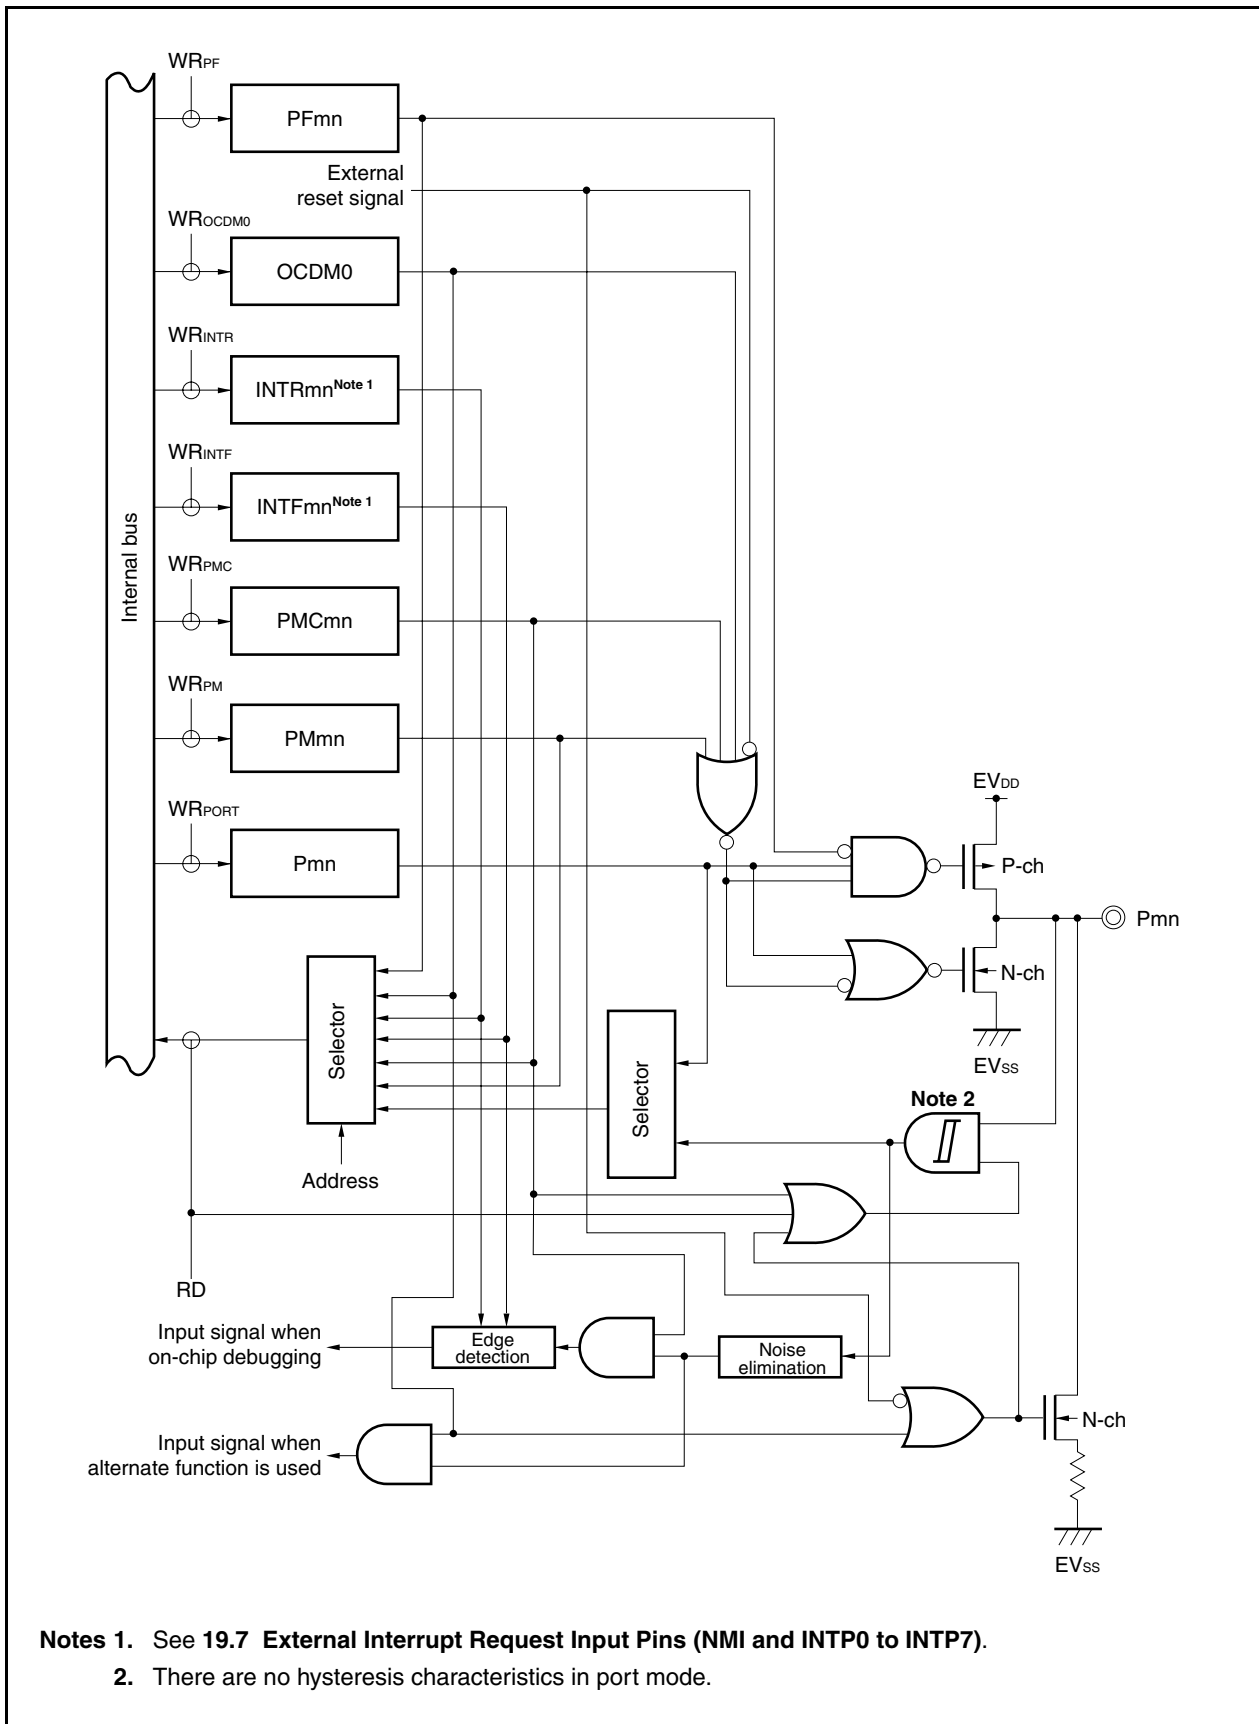 WRPF
PFmn
External
reset signal
WROCDM0
OCDM0
WRINTR
INTRmnNote 1
WRINTF
INTFmnNote 1
Internal bus
WRPMC
PMCmn
WRPM
PMmn
WRPORT
Pmn
EVDD
P-ch
Pmn
N-ch
EVSS
Selector
Selector
Note 2
Address
RD
Input signal when
on-chip debugging
Edge
detection
Noise
elimination
N-ch
Input signal when
alternate function is used
EVSS
Notes 1. See 19.7 External Interrupt Request Input Pins (NMI and INTP0 to INTP7).
2. There are no hysteresis characteristics in port mode.